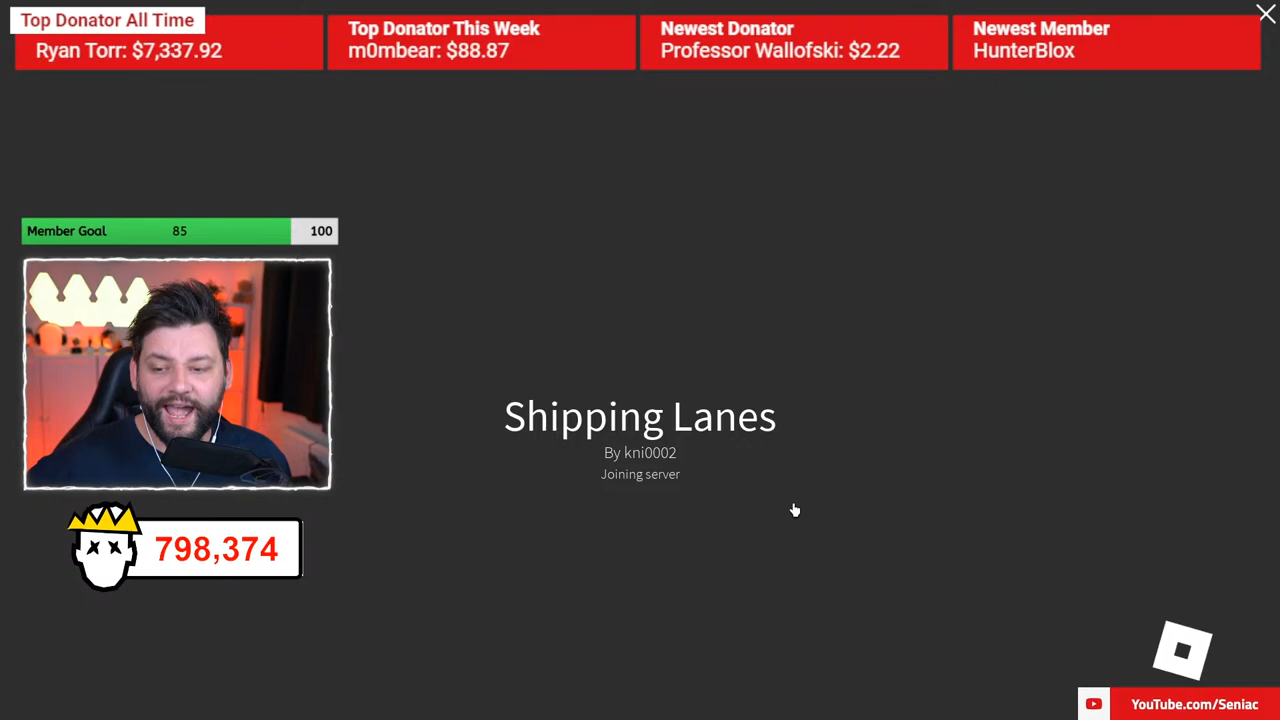 Top Donator All Time
Ryan Torr: $7,337.92
Top Donator This Week
m0mbear: $88.87
Newest Donator
Professor Wallofski: $2.22
Newest Member
HunterBlox
Member Goal 85 100
Shipping Lanes
By kni0002
Joining server
798,374
YouTube.com/Seniac